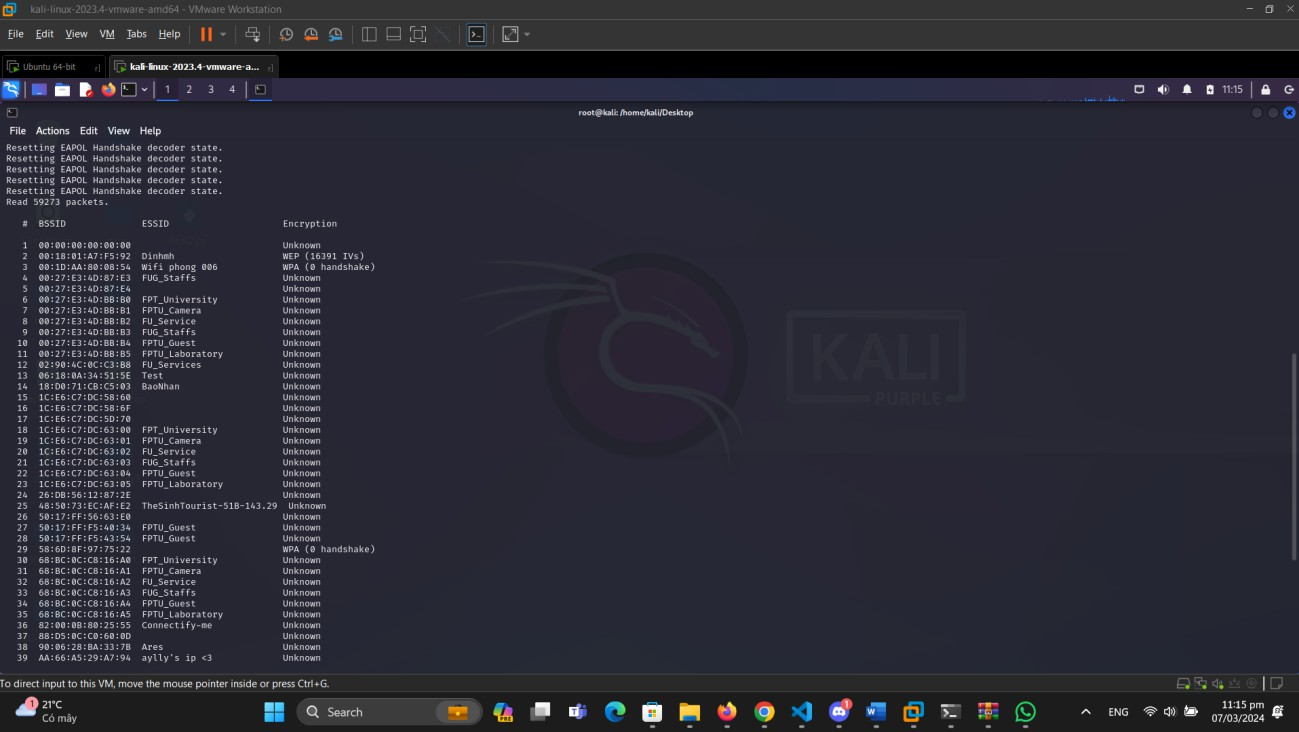 kali-linux-2023.4-vmware-amd64 - VMware Workstation
File Edit View VM Tabs Help
Ubuntu 64-bit kali-linux-2023.4-vmware-a...
1 2 3 4 11:15
root@kali: /home/kali/Desktop
File Actions Edit View Help
Resetting EAPOL Handshake decoder state.
Resetting EAPOL Handshake decoder state.
Resetting EAPOL Handshake decoder state.
Resetting EAPOL Handshake decoder state.
Resetting EAPOL Handshake decoder state.
Read 59273 packets.
# BSSID ESSID Encryption
1 00:00:00:00:00:00 Unknown
2 00:18:01:A7:F5:92 Dinhmh WEP (16391 IVs)
3 00:1D:AA:80:08:54 Wifi phong 006 WPA (0 handshake)
4 00:27:E3:4D:87:E3 FUG_Staffs Unknown
5 00:27:E3:4D:87:E4 Unknown
6 00:27:E3:4D:BB:B0 FPT_University Unknown
7 00:27:E3:4D:BB:B1 FPTU_Camera Unknown
8 00:27:E3:4D:BB:B2 FU_Service Unknown
9 00:27:E3:4D:BB:B3 FUG_Staffs Unknown
10 00:27:E3:4D:BB:B4 FPTU_Guest Unknown
11 00:27:E3:4D:BB:B5 FPTU_Laboratory Unknown
12 02:90:4C:0C:C3:B8 FU_Services Unknown
13 06:18:0A:34:51:5E Test Unknown
14 18:D0:71:CB:C5:03 BaoNhan Unknown
15 1C:E6:C7:DC:58:60 Unknown
16 1C:E6:C7:DC:58:6F Unknown
17 1C:E6:C7:DC:5D:70 Unknown
18 1C:E6:C7:DC:63:00 FPT_University Unknown
19 1C:E6:C7:DC:63:01 FPTU_Camera Unknown
20 1C:E6:C7:DC:63:02 FU_Service Unknown
21 1C:E6:C7:DC:63:03 FUG_Staffs Unknown
22 1C:E6:C7:DC:63:04 FPTU_Guest Unknown
23 1C:E6:C7:DC:63:05 FPTU_Laboratory Unknown
24 26:DB:56:12:87:2E Unknown
25 48:50:73:EC:AF:E2 TheSinhTourist-51B-143.29 Unknown
26 50:17:FF:56:63:E0 Unknown
27 50:17:FF:F5:40:34 FPTU_Guest Unknown
28 50:17:FF:F5:43:54 FPTU_Guest Unknown
29 58:6D:8F:97:75:22 WPA (0 handshake)
30 68:BC:0C:C8:16:A0 FPT_University Unknown
31 68:BC:0C:C8:16:A1 FPTU_Camera Unknown
32 68:BC:0C:C8:16:A2 FU_Service Unknown
33 68:BC:0C:C8:16:A3 FUG_Staffs Unknown
34 68:BC:0C:C8:16:A4 FPTU_Guest Unknown
35 68:BC:0C:C8:16:A5 FPTU_Laboratory Unknown
36 82:00:0B:80:25:55 Connectify-me Unknown
37 88:D5:0C:C0:60:0D Unknown
38 90:06:28:BA:33:7B Ares Unknown
39 AA:66:A5:29:A7:94 aylly's ip <3 Unknown
KALI
PURPLE
To direct input to this VM, move the mouse pointer inside or press Ctrl+G.
1 21°C
Có mây
Search
PRE
1
ENG
11:15 pm
07/03/2024